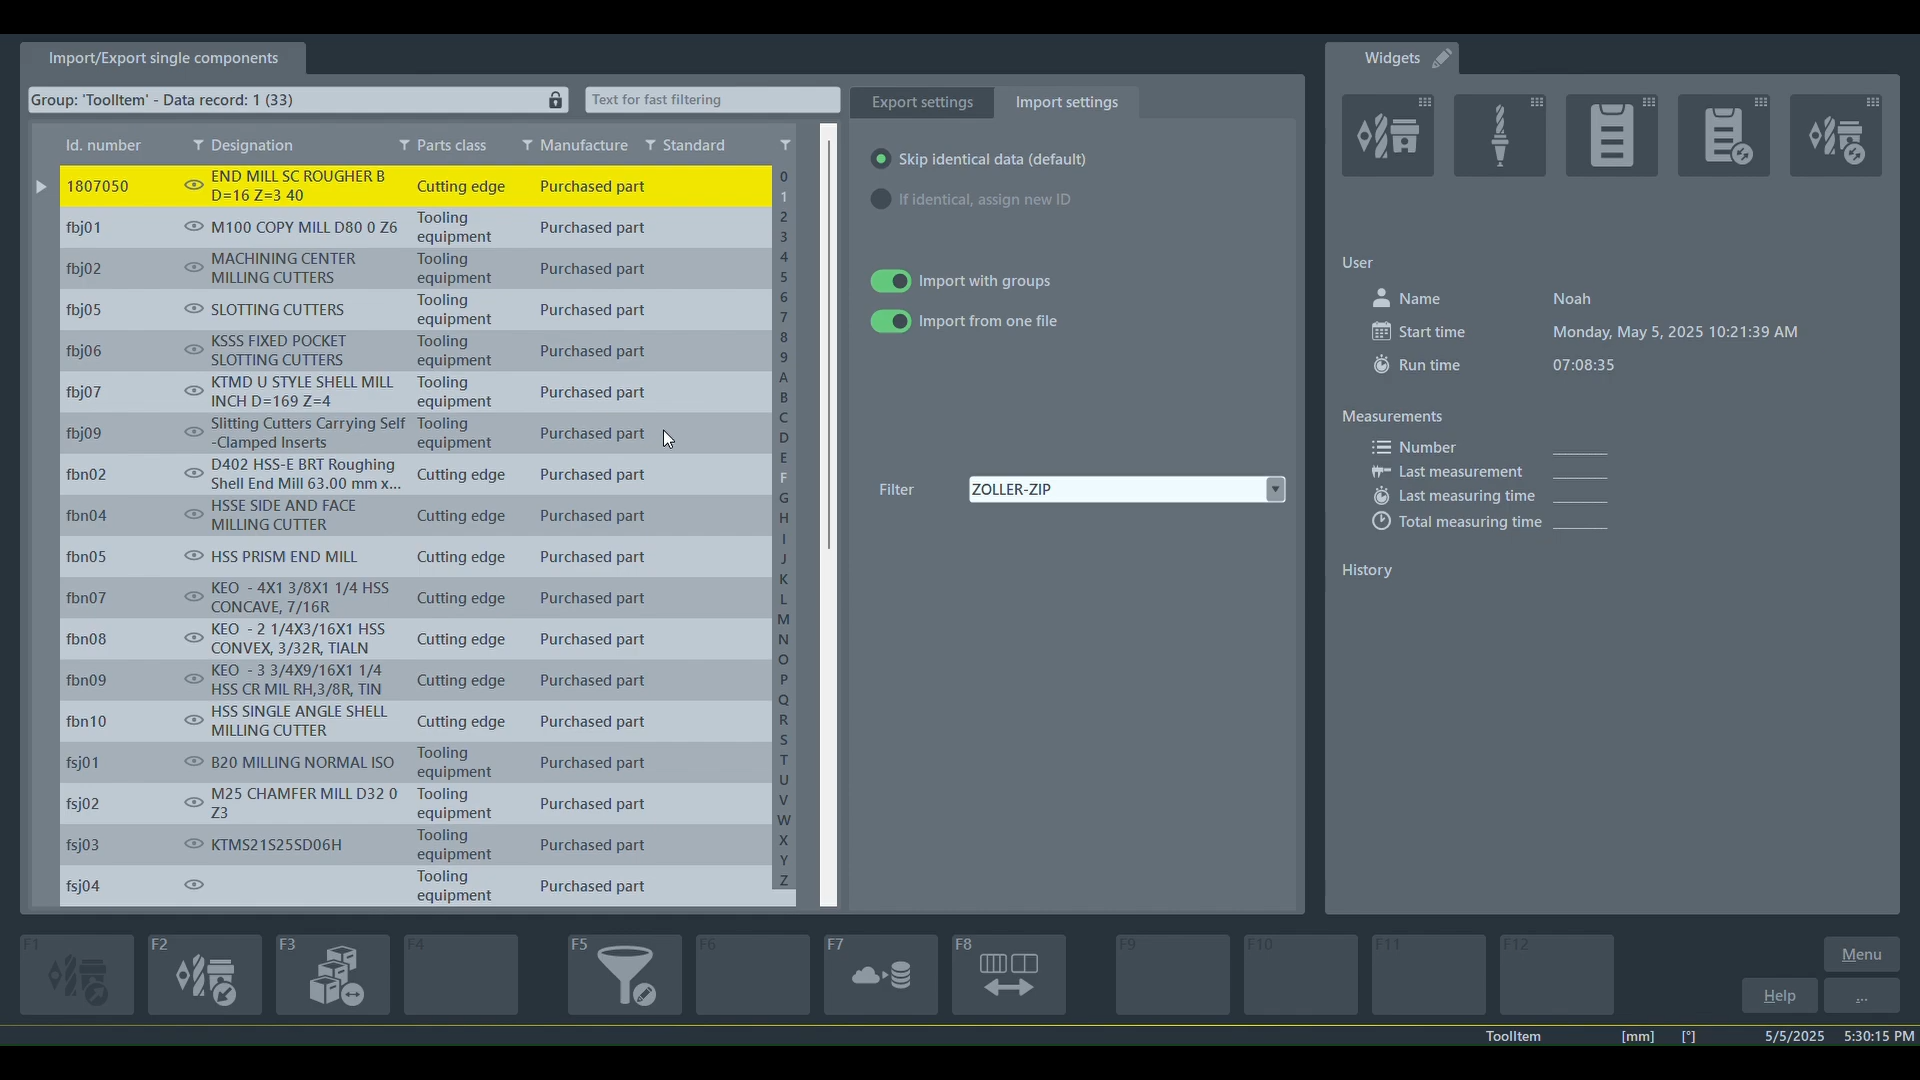 Import/Export single components
Widgets
Group: 'ToolItem' - Data record: 1 (33)
Text for fast filtering
Export settings
Import settings
Id. number
Designation
Parts class
Manufacture
Standard
1807050
END MILL SC ROUGHER B
D=16 Z=3 40
Cutting edge
Purchased part
fbj01
M100 COPY MILL D80 0 Z6
Tooling
equipment
Purchased part
fbj02
MACHINING CENTER
MILLING CUTTERS
Tooling
equipment
Purchased part
fbj05
SLOTTING CUTTERS
Tooling
equipment
Purchased part
fbj06
KSSS FIXED POCKET
SLOTTING CUTTERS
Tooling
equipment
Purchased part
fbj07
KTMD U STYLE SHELL MILL
INCH D=169 Z=4
Tooling
equipment
Purchased part
fbj09
Slitting Cutters Carrying Self
-Clamped Inserts
Tooling
equipment
Purchased part
fbn02
D402 HSS-E BRT Roughing
Shell End Mill 63.00 mm x...
Cutting edge
Purchased part
fbn04
HSSE SIDE AND FACE
MILLING CUTTER
Cutting edge
Purchased part
fbn05
HSS PRISM END MILL
Cutting edge
Purchased part
fbn07
KEO - 4X1 3/8X1 1/4 HSS
CONCAVE, 7/16R
Cutting edge
Purchased part
fbn08
KEO - 2 1/4X3/16X1 HSS
CONVEX, 3/32R, TIALN
Cutting edge
Purchased part
fbn09
KEO - 3 3/4X9/16X1 1/4
HSS CR MIL RH,3/8R, TIN
Cutting edge
Purchased part
fbn10
HSS SINGLE ANGLE SHELL
MILLING CUTTER
Cutting edge
Purchased part
fsj01
B20 MILLING NORMAL ISO
Tooling
equipment
Purchased part
fsj02
M25 CHAMFER MILL D32 0
Z3
Tooling
equipment
Purchased part
fsj03
KTMS21S25SD06H
Tooling
equipment
Purchased part
fsj04
Tooling
equipment
Purchased part
0
1
2
3
4
5
6
7
8
9
A
B
C
D
E
F
G
H
I
J
K
L
M
N
O
P
Q
R
S
T
U
V
W
X
Y
Z
Skip identical data (default)
If identical, assign new ID
Import with groups
Import from one file
Filter
ZOLLER-ZIP
User
Name
Noah
Start time
Monday, May 5, 2025 10:21:39 AM
Run time
07:08:35
Measurements
Number
Last measurement
Last measuring time
Total measuring time
History
F1
F2
F3
F4
F5
F6
F7
F8
F9
F10
F11
F12
Menu
Help
...
ToolItem
[mm]
[°]
5/5/2025
5:30:15 PM